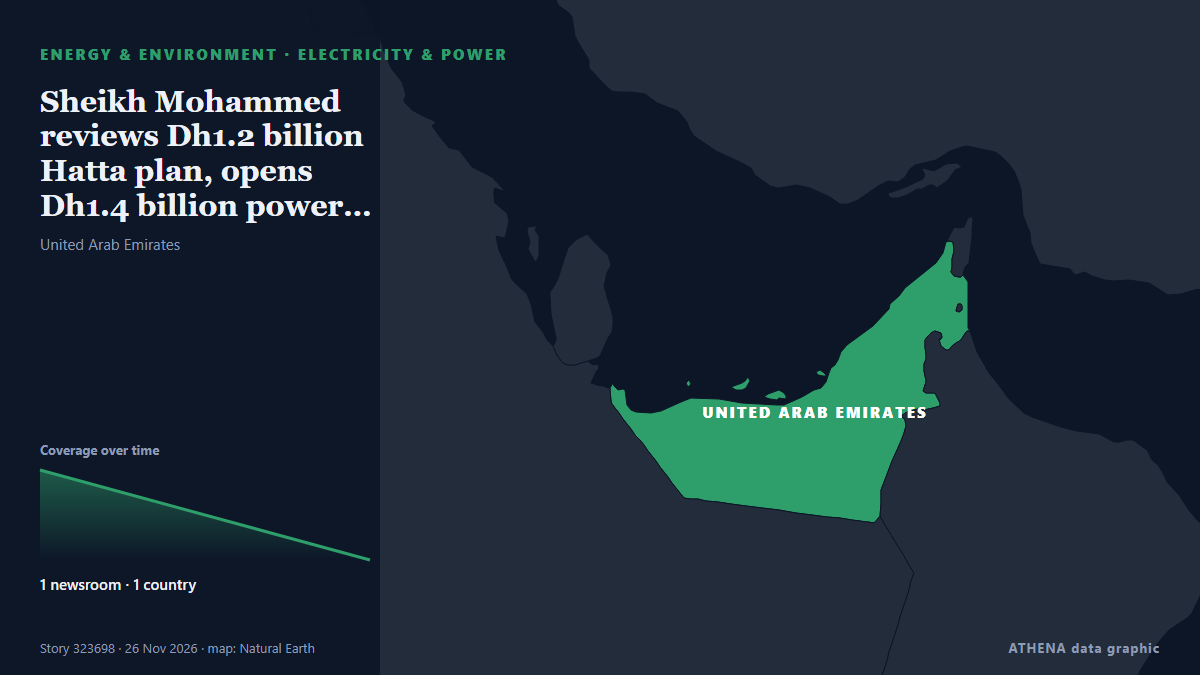 ENERGY & ENVIRONMENT · ELECTRICITY & POWER
Sheikh Mohammed
reviews Dh1.2 billion
Hatta plan, opens
Dh1.4 billion power...
United Arab Emirates
UNITED ARAB EMIRATES
Coverage over time
1 newsroom · 1 country
Story 323698 · 26 Nov 2026 · map: Natural Earth
ATHENA data graphic